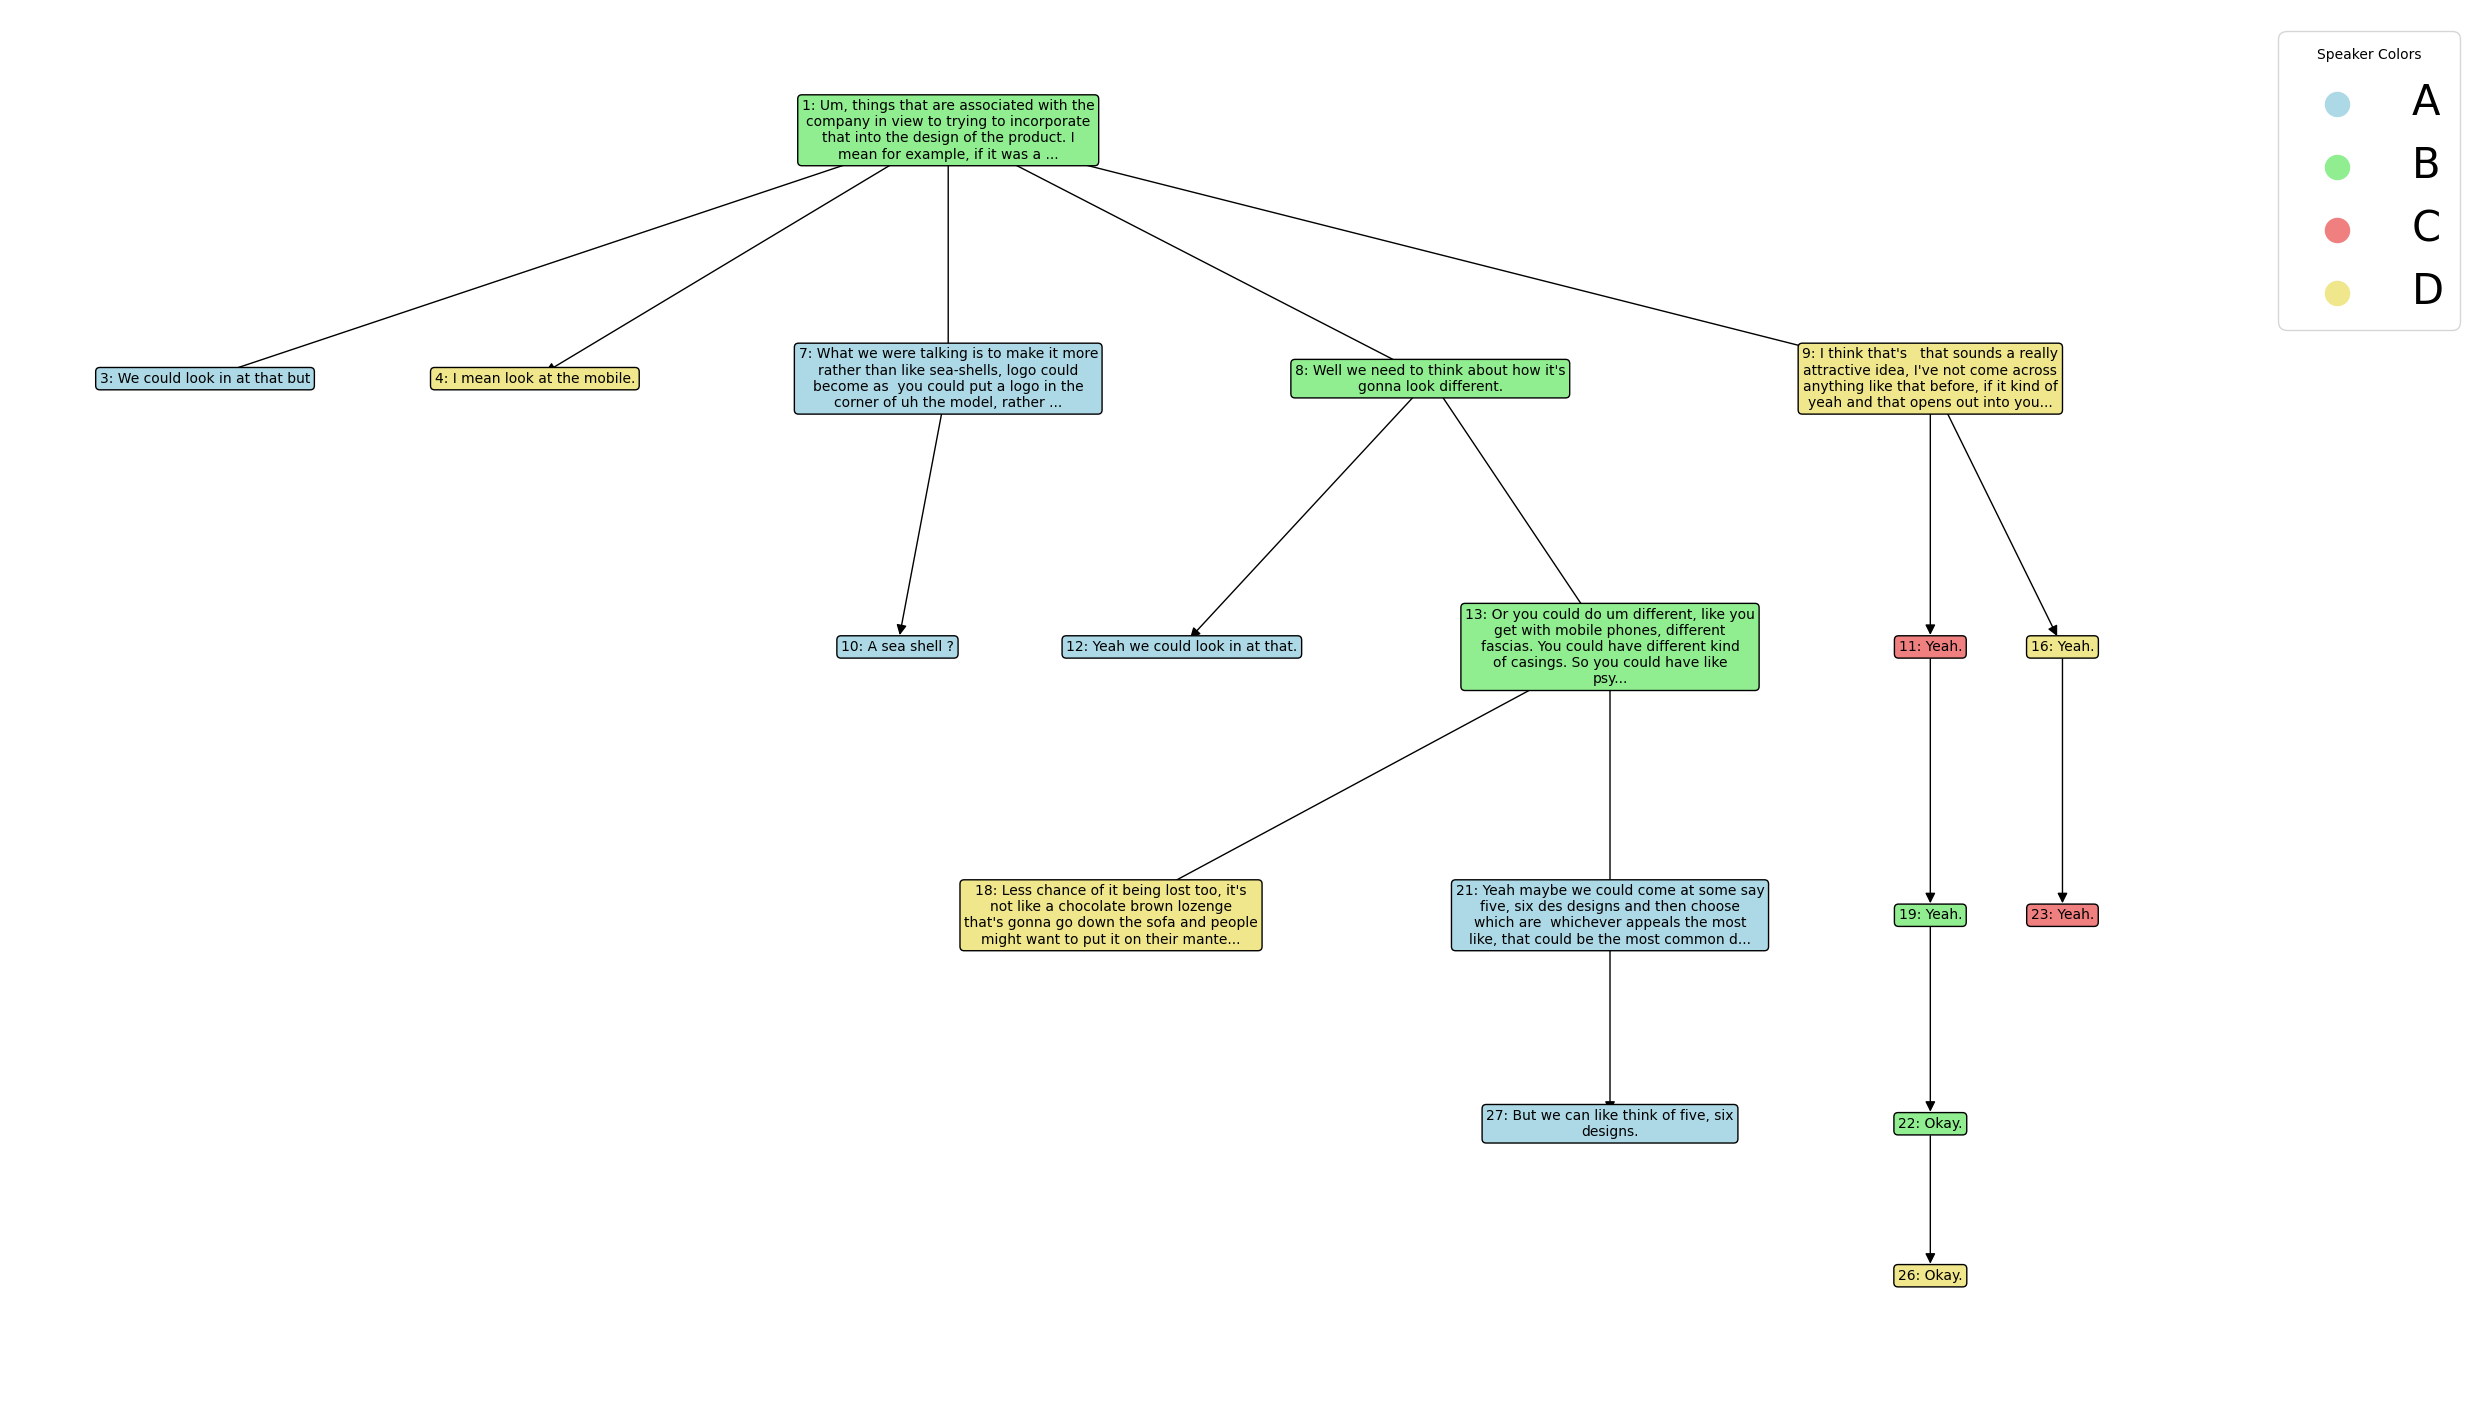 Speaker Colors
A
B
C
D
1: Um, things that are associated with the
company in view to trying to incorporate
that into the design of the product. I
mean for example, if it was a ...
3: We could look in at that but
4: I mean look at the mobile.
7: What we were talking is to make it more
rather than like sea-shells, logo could
become as  you could put a logo in the
corner of uh the model, rather ...
8: Well we need to think about how it's
gonna look different.
9: I think that's   that sounds a really
attractive idea, I've not come across
anything like that before, if it kind of
yeah and that opens out into you...
10: A sea shell ?
12: Yeah we could look in at that.
13: Or you could do um different, like you
get with mobile phones, different
fascias. You could have different kind
of casings. So you could have like
psy...
11: Yeah.
16: Yeah.
18: Less chance of it being lost too, it's
not like a chocolate brown lozenge
that's gonna go down the sofa and people
might want to put it on their mante...
21: Yeah maybe we could come at some say
five, six des designs and then choose
which are  whichever appeals the most
like, that could be the most common d...
19: Yeah.
23: Yeah.
27: But we can like think of five, six
designs.
22: Okay.
26: Okay.